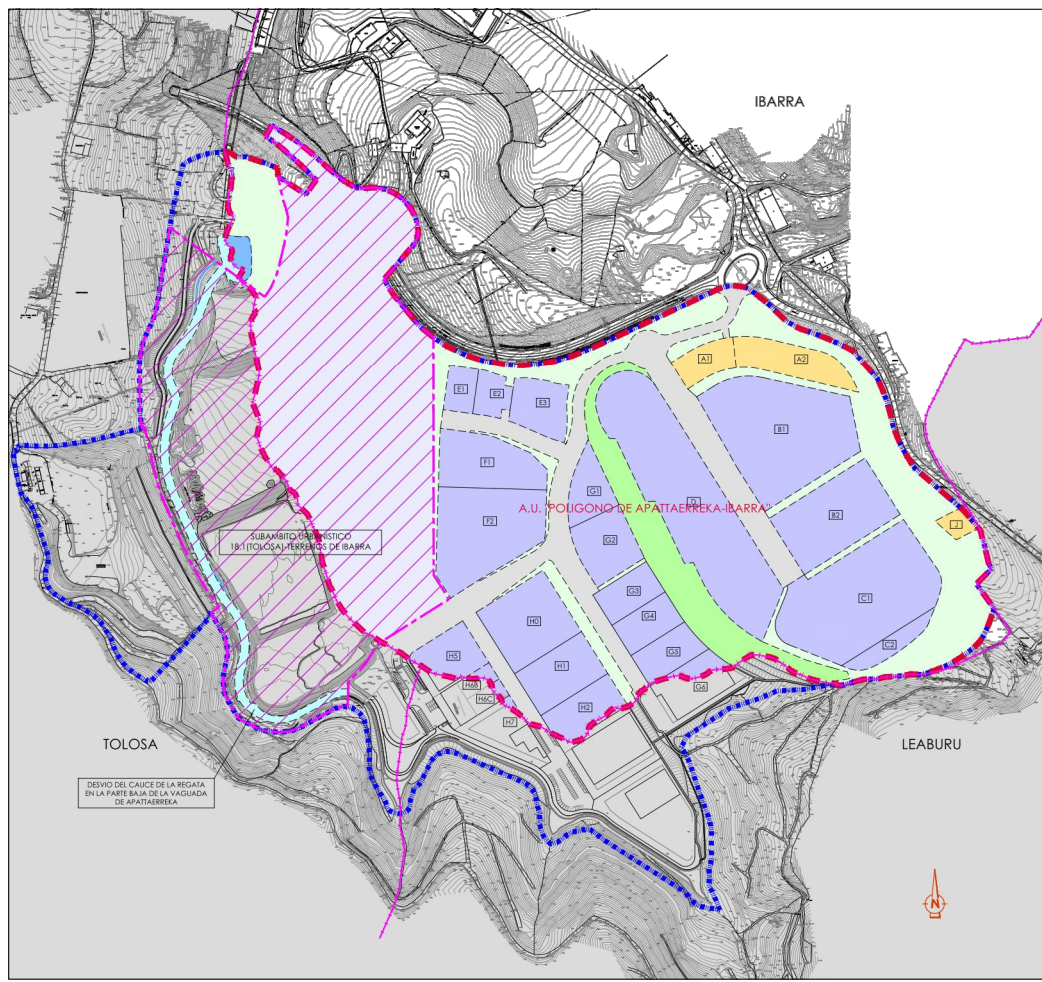 IBARRA
A1
A2
E1
E2
E3
B1
F1
G1
D
A.U. "POLIGONO DE APATTAERREKA-IBARRA"
F2
B2
J
G2
SUBAMBITO URBANISTICO
18.1(TOLOSA)-TERRENOS DE IBARRA
G3
C1
G4
H0
C2
G5
H5
H1
H6B
G6
H6C
H2
H7
TOLOSA
LEABURU
DESVIO DEL CAUCE DE LA REGATA
EN LA PARTE BAJA DE LA VAGUADA
DE APATTAERREKA
N